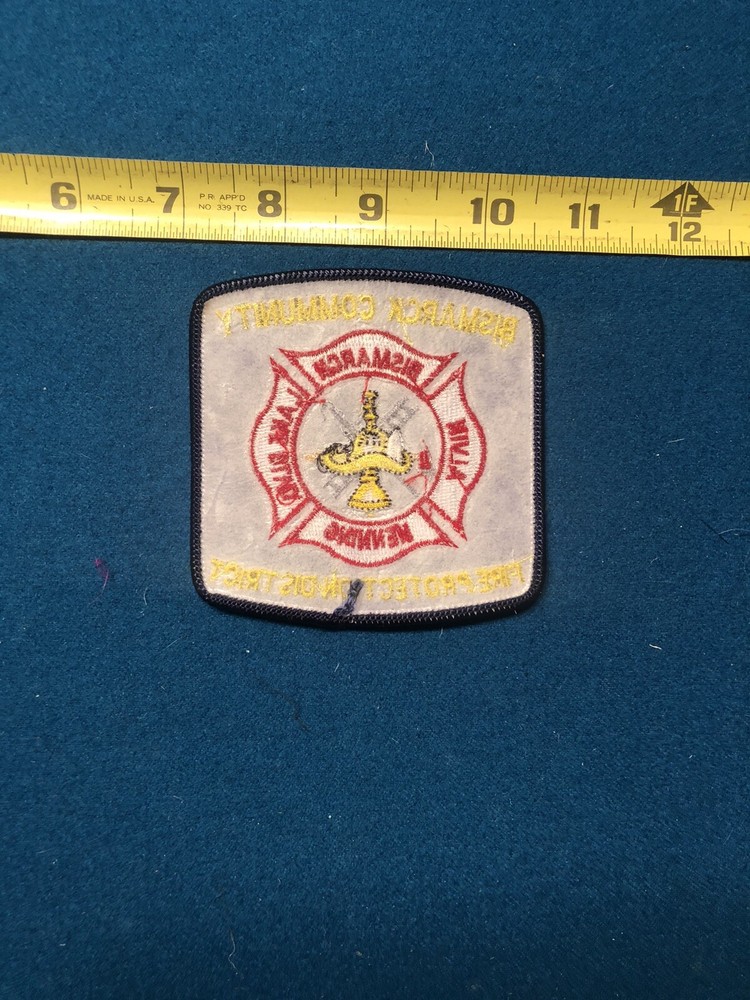 6 MADE IN U.S.A. 7 P.R. APP'D 8 9 10 11 1F
NO. 339 TC
12
BISMARCK COMMUNITY
BISMARCK
LAKE
ALVIN
HENNING
FIRE PROTECTION DISTRICT